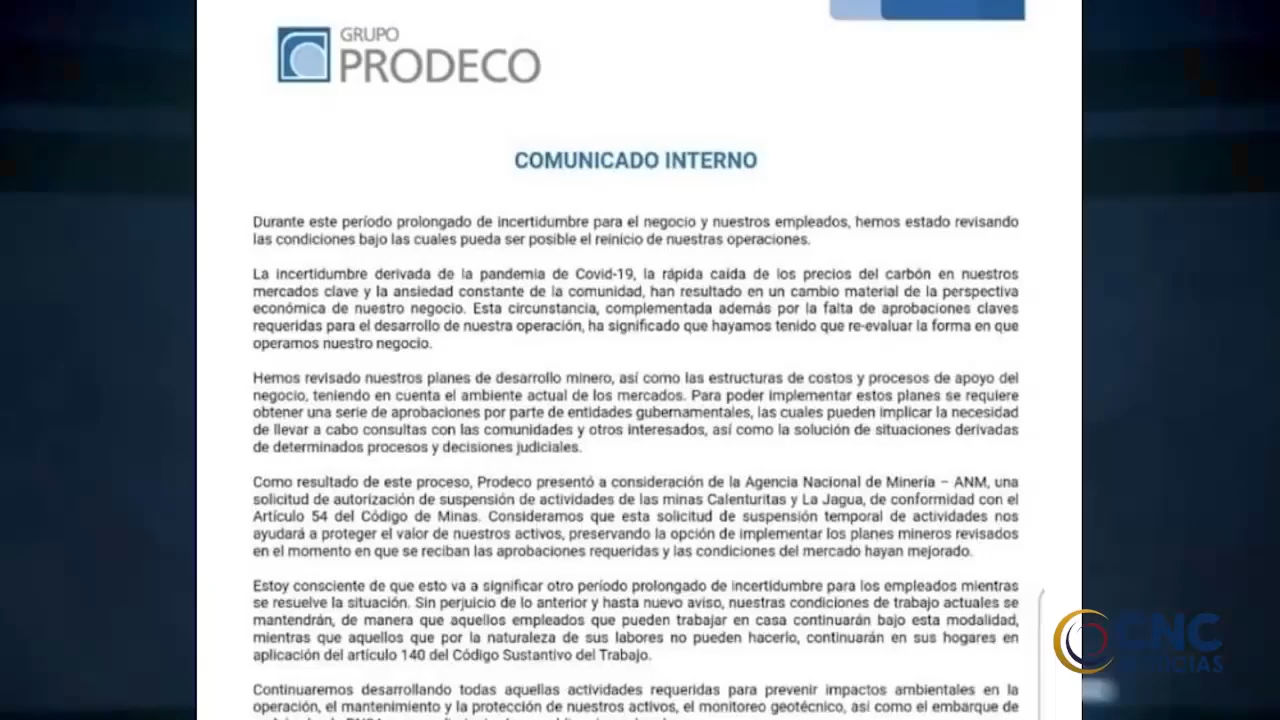 GRUPO
PRODECO
COMUNICADO INTERNO
Durante este período prolongado de incertidumbre para el negocio y nuestros empleados, hemos estado revisando
las condiciones bajo las cuales pueda ser posible el reinicio de nuestras operaciones.
La incertidumbre derivada de la pandemia de Covid-19, la rápida caída de los precios del carbón en nuestros
mercados clave y la ansiedad constante de la comunidad, han resultado en un cambio material de la perspectiva
económica de nuestro negocio. Esta circunstancia, complementada además por la falta de aprobaciones claves
requeridas para el desarrollo de nuestra operación, ha significado que hayamos tenido que re-evaluar la forma en que
operamos nuestro negocio.
Hemos revisado nuestros planes de desarrollo minero, así como las estructuras de costos y procesos de apoyo del
negocio, teniendo en cuenta el ambiente actual de los mercados. Para poder implementar estos planes se requiere
obtener una serie de aprobaciones por parte de entidades gubernamentales, las cuales pueden implicar la necesidad
de llevar a cabo consultas con las comunidades y otros interesados, así como la solución de situaciones derivadas
de determinados procesos y decisiones judiciales.
Como resultado de este proceso, Prodeco presentó a consideración de la Agencia Nacional de Minería – ANM, una
solicitud de autorización de suspensión de actividades de las minas Calenturitas y La Jagua, de conformidad con el
Artículo 54 del Código de Minas. Consideramos que esta solicitud de suspensión temporal de actividades nos
ayudará a proteger el valor de nuestros activos, preservando la opción de implementar los planes mineros revisados
en el momento en que se reciban las aprobaciones requeridas y las condiciones del mercado hayan mejorado.
Estoy consciente de que esto va a significar otro período prolongado de incertidumbre para los empleados mientras
se resuelve la situación. Sin perjuicio de lo anterior y hasta nuevo aviso, nuestras condiciones de trabajo actuales se
mantendrán, de manera que aquellos empleados que pueden trabajar en casa continuarán bajo esta modalidad,
mientras que aquellos que por la naturaleza de sus labores no pueden hacerlo, continuarán en sus hogares en
aplicación del artículo 140 del Código Sustantivo del Trabajo.
Continuaremos desarrollando todas aquellas actividades requeridas para prevenir impactos ambientales en la
operación, el mantenimiento y la protección de nuestros activos, el monitoreo geotécnico, así como el embarque de
CNC
NOTICIAS